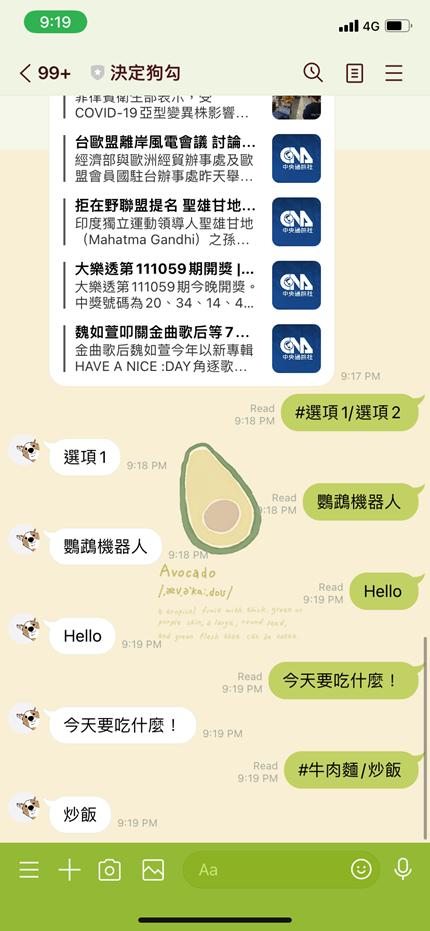 9:19
4G
99+
決定狗勾
菲律賓衛生部表示，受
COVID-19亞型變異株影響...
台歐盟離岸風電會議 討論...
經濟部與歐洲經貿辦事處及歐
盟會員國駐台辦事處昨天舉...
CNA
中央通訊社
拒在野聯盟提名 聖雄甘地...
印度獨立運動領導人聖雄甘地
（Mahatma Gandhi）之孫...
CNA
中央通訊社
大樂透第111059期開獎 |...
大樂透第111059期今晚開獎。
中獎號碼為20、34、14、4...
CNA
中央通訊社
魏如萱叩關金曲歌后等7...
金曲歌后魏如萱今年以新專輯
HAVE A NICE :DAY角逐歌...
CNA
中央通訊社
9:17 PM
Read
9:18 PM
#選項1/選項2
選項1
9:18 PM
Read
9:18 PM
鸚鵡機器人
鸚鵡機器人
9:18 PM
Avocado
/ˌævəˈkɑːdoʊ/
a tropical fruit with thick, green or
purple skin, a large, round seed,
and green flesh that can be eaten.
Read
9:19 PM
Hello
Hello
9:19 PM
Read
9:19 PM
今天要吃什麼！
今天要吃什麼！
9:19 PM
Read
9:19 PM
#牛肉麵/炒飯
炒飯
9:19 PM
Aa